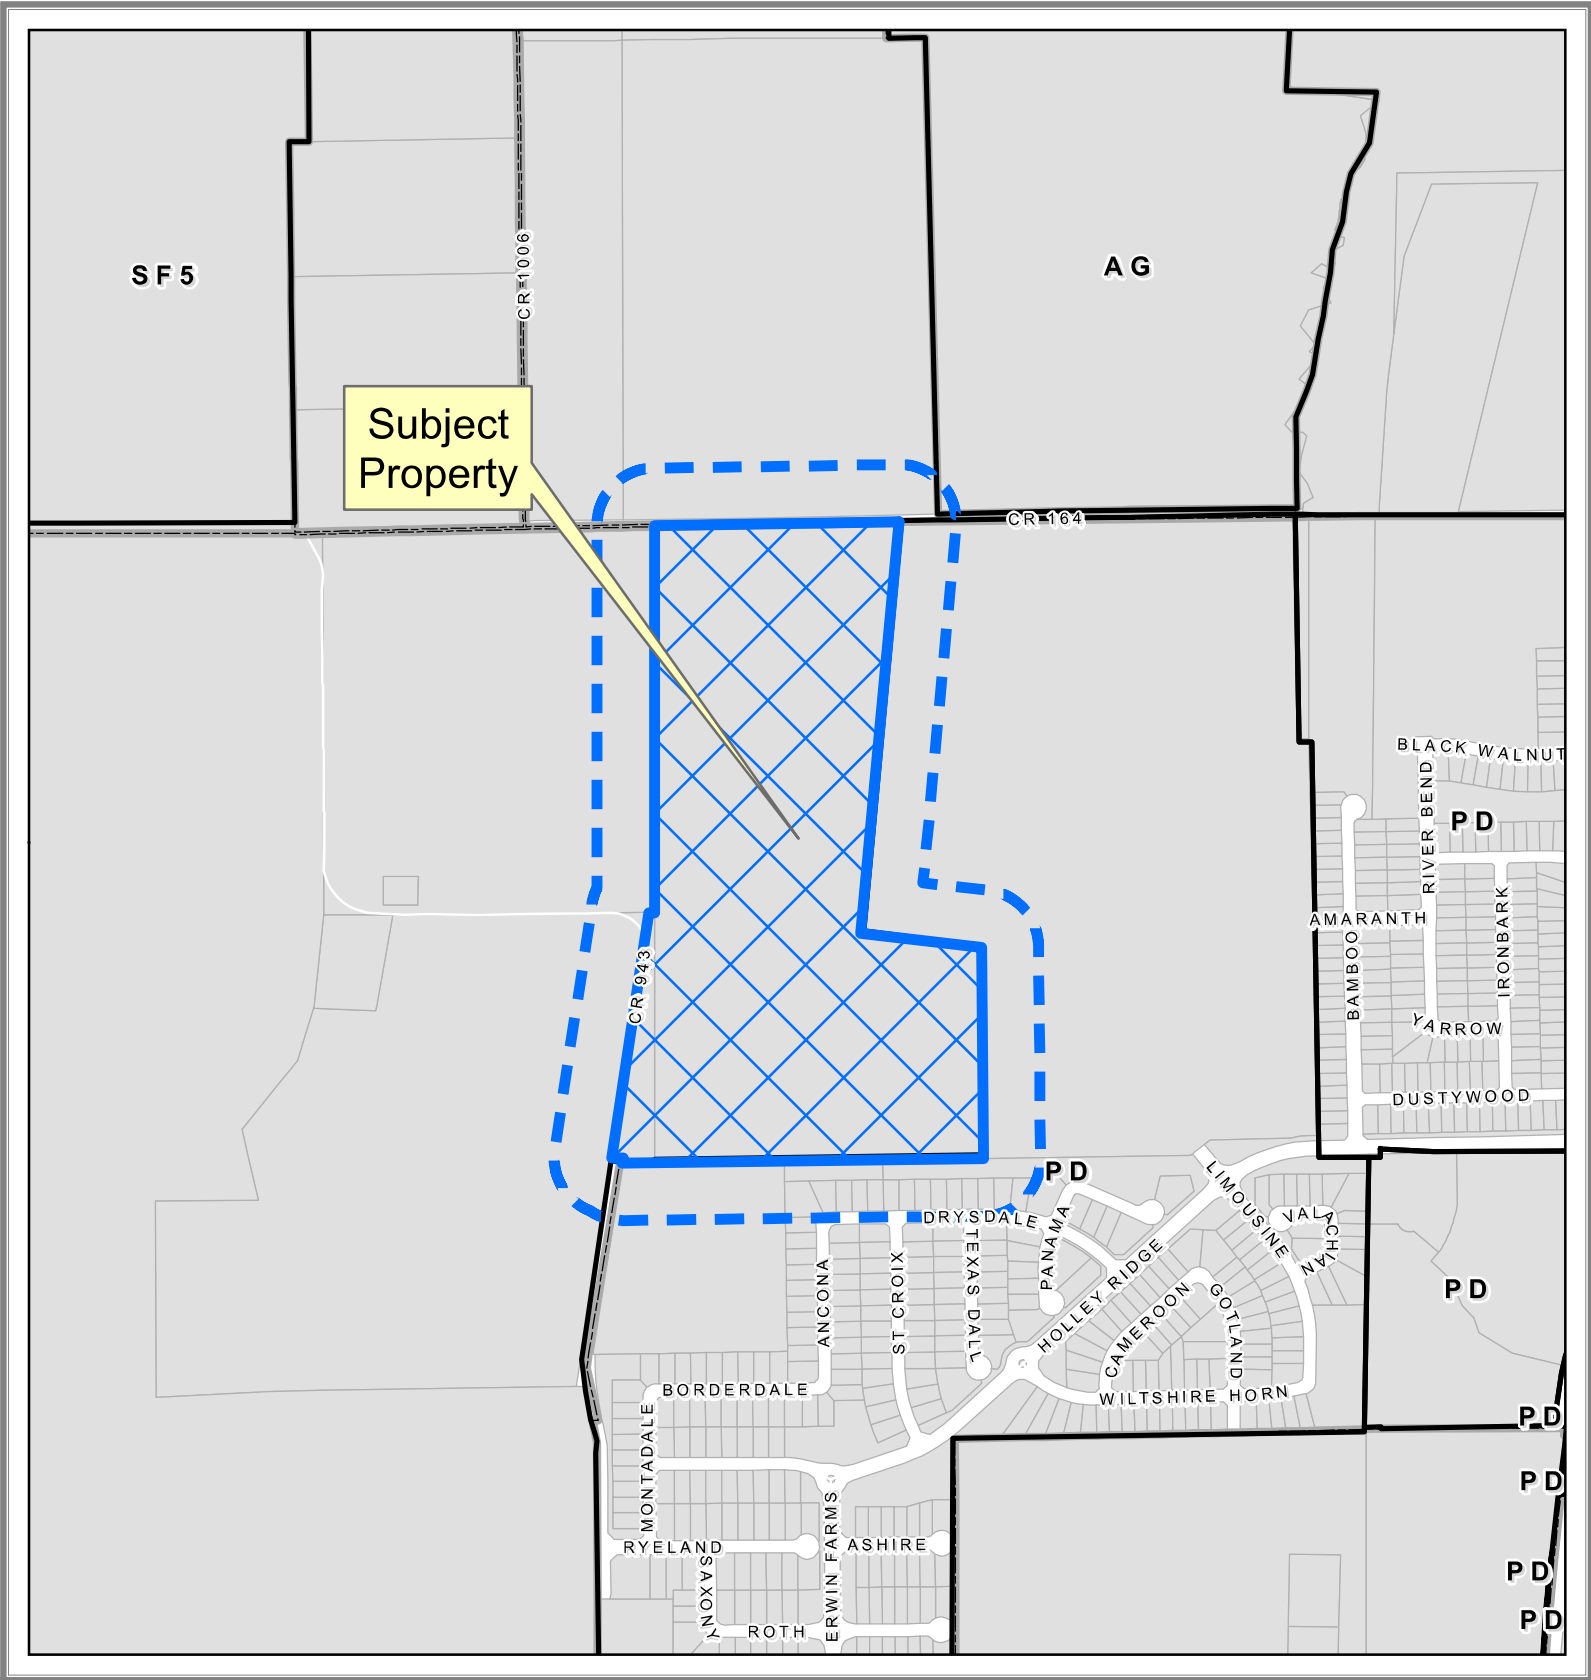 SF5
CR 1006
AG
Subject
Property
CR 164
BLACK WALNUT
RIVER BEND
PD
AMARANTH
IRONBARK
BAMBOO
CR 943
YARROW
DUSTYWOOD
PD
LIMOUSINE
VALACHIAN
DRYSDALE
PANAMA
TEXAS DALL
ST CROIX
ANCONA
HOLLEY RIDGE
CAMEROON
GOTLAND
PD
WILTSHIRE HORN
BORDERDALE
MONTADALE
PD
PD
ERWIN FARMS
RYELAND
ASHIRE
SAXONY
PD
PD
ROTH